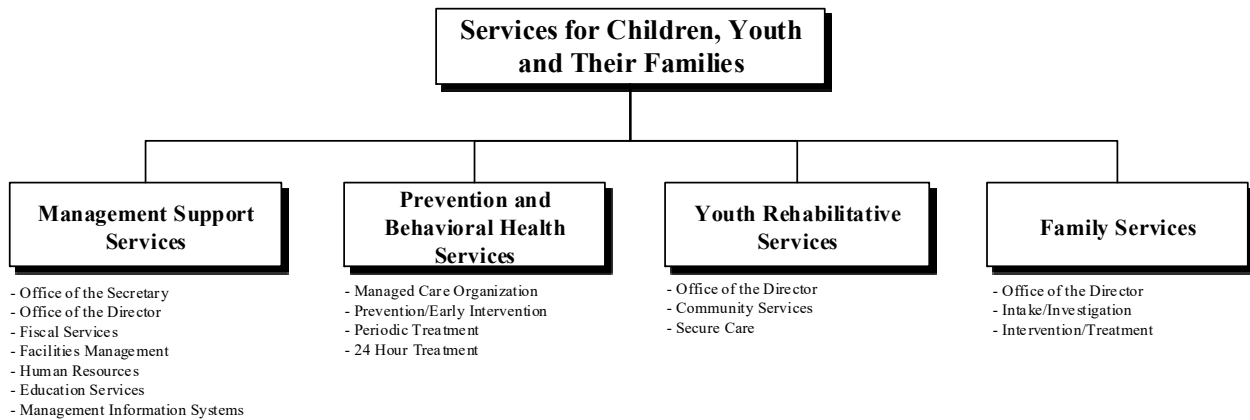 Services for Children, Youth
and Their Families
Management Support
Services
- Office of the Secretary
- Office of the Director
- Fiscal Services
- Facilities Management
- Human Resources
- Education Services
- Management Information Systems
Prevention and
Behavioral Health
Services
- Managed Care Organization
- Prevention/Early Intervention
- Periodic Treatment
- 24 Hour Treatment
Youth Rehabilitative
Services
- Office of the Director
- Community Services
- Secure Care
Family Services
- Office of the Director
- Intake/Investigation
- Intervention/Treatment